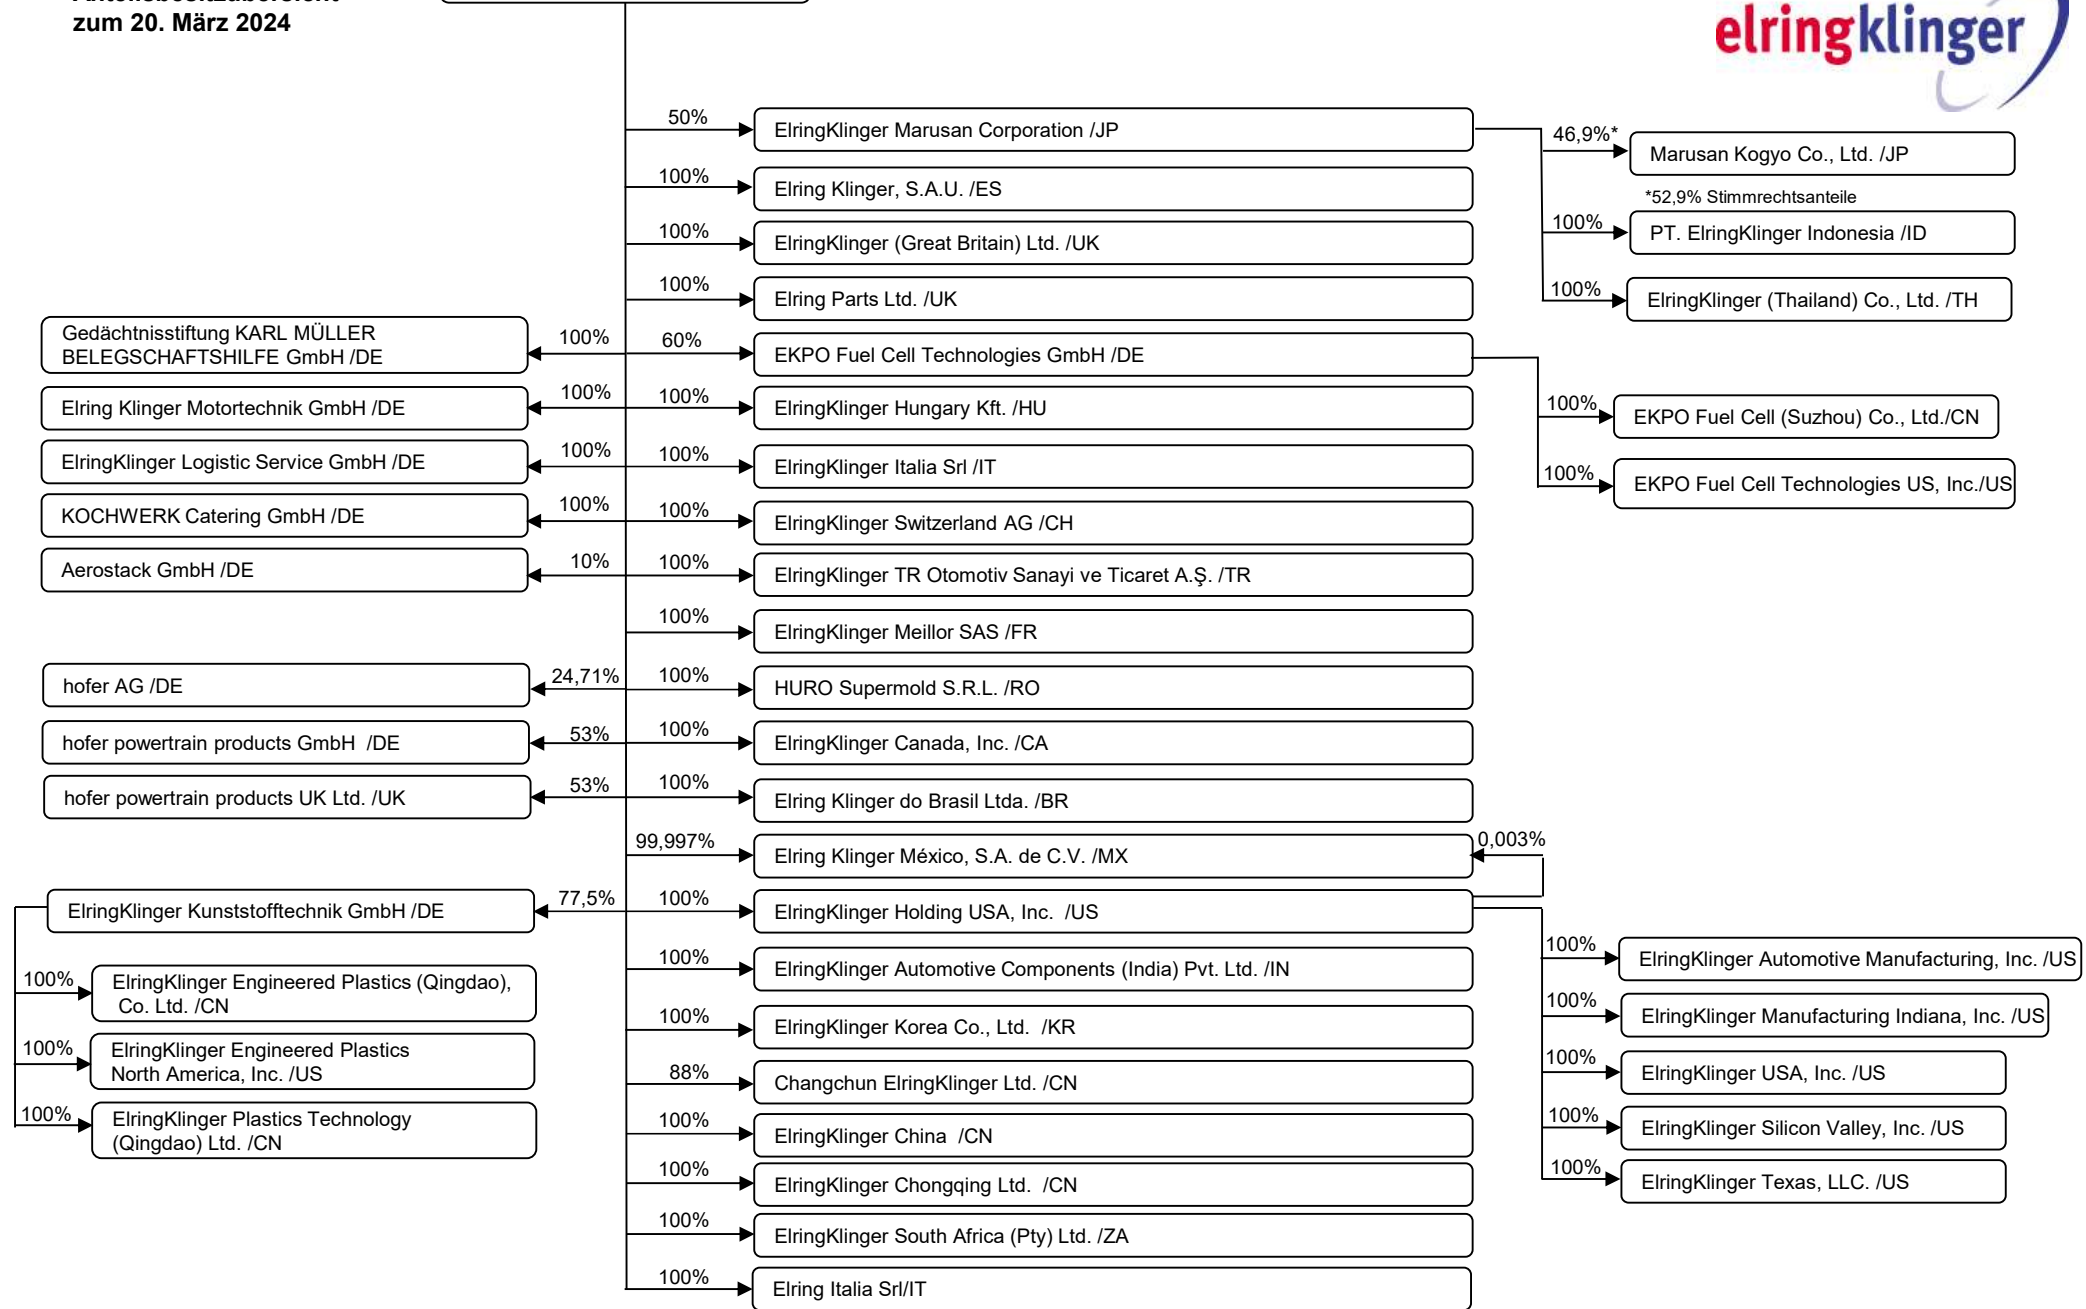 zum 20. März 2024
elringklinger
50%
ElringKlinger Marusan Corporation /JP
46,9%*
Marusan Kogyo Co., Ltd. /JP
*52,9% Stimmrechtsanteile
100%
PT. ElringKlinger Indonesia /ID
100%
ElringKlinger (Thailand) Co., Ltd. /TH
100%
Elring Klinger, S.A.U. /ES
100%
ElringKlinger (Great Britain) Ltd. /UK
100%
Elring Parts Ltd. /UK
Gedächtnisstiftung KARL MÜLLER
BELEGSCHAFTSHILFE GmbH /DE
100%
60%
EKPO Fuel Cell Technologies GmbH /DE
100%
EKPO Fuel Cell (Suzhou) Co., Ltd./CN
100%
EKPO Fuel Cell Technologies US, Inc./US
Elring Klinger Motortechnik GmbH /DE
100%
100%
ElringKlinger Hungary Kft. /HU
ElringKlinger Logistic Service GmbH /DE
100%
100%
ElringKlinger Italia Srl /IT
KOCHWERK Catering GmbH /DE
100%
100%
ElringKlinger Switzerland AG /CH
Aerostack GmbH /DE
10%
100%
ElringKlinger TR Otomotiv Sanayi ve Ticaret A.Ş. /TR
100%
ElringKlinger Meillor SAS /FR
hofer AG /DE
24,71%
100%
HURO Supermold S.R.L. /RO
hofer powertrain products GmbH /DE
53%
100%
ElringKlinger Canada, Inc. /CA
hofer powertrain products UK Ltd. /UK
53%
100%
Elring Klinger do Brasil Ltda. /BR
99,997%
Elring Klinger México, S.A. de C.V. /MX
0,003%
ElringKlinger Kunststofftechnik GmbH /DE
77,5%
100%
ElringKlinger Holding USA, Inc. /US
100%
ElringKlinger Engineered Plastics (Qingdao),
Co. Ltd. /CN
100%
ElringKlinger Engineered Plastics
North America, Inc. /US
100%
ElringKlinger Plastics Technology
(Qingdao) Ltd. /CN
100%
ElringKlinger Automotive Manufacturing, Inc. /US
100%
ElringKlinger Manufacturing Indiana, Inc. /US
100%
ElringKlinger USA, Inc. /US
100%
ElringKlinger Silicon Valley, Inc. /US
100%
ElringKlinger Texas, LLC. /US
100%
ElringKlinger Automotive Components (India) Pvt. Ltd. /IN
100%
ElringKlinger Korea Co., Ltd. /KR
88%
Changchun ElringKlinger Ltd. /CN
100%
ElringKlinger China /CN
100%
ElringKlinger Chongqing Ltd. /CN
100%
ElringKlinger South Africa (Pty) Ltd. /ZA
100%
Elring Italia Srl/IT